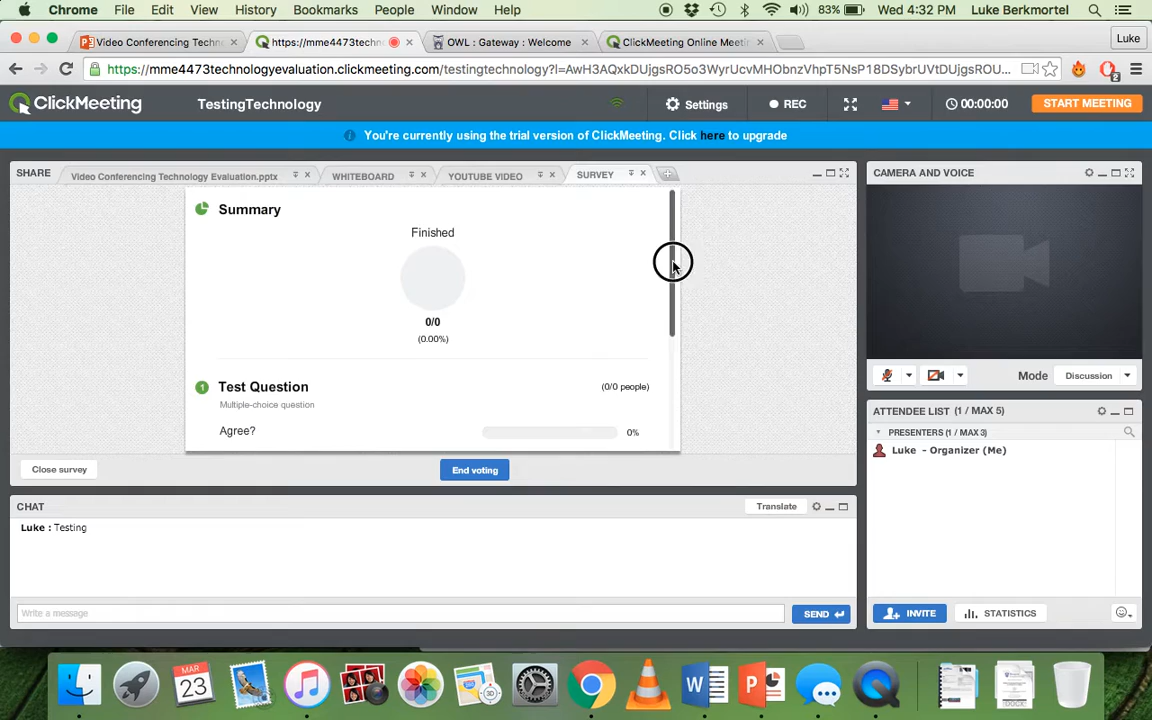 Chrome File Edit View History Bookmarks People Window Help 83% Wed 4:32 PM Luke Berkmortel
Video Conferencing Techn https://mme4473techn OWL : Gateway : Welcome ClickMeeting Online Meeti Luke
https://mme4473technologyevaluation.clickmeeting.com/testingtechnology?l=AwH3AQxkDUjgsRO5o3WyrUcvMHObnzVhpT5NsP18DSybrUVtDUjgsROU...
ClickMeeting TestingTechnology Settings REC 00:00:00 START MEETING
You're currently using the trial version of ClickMeeting. Click here to upgrade
SHARE Video Conferencing Technology Evaluation.pptx WHITEBOARD YOUTUBE VIDEO SURVEY CAMERA AND VOICE
Summary
Finished
0/0
(0.00%)
1 Test Question (0/0 people)
Multiple-choice question
Agree? 0%
Close survey End voting
Mode Discussion
ATTENDEE LIST (1 / MAX 5)
PRESENTERS (1 / MAX 3)
Luke - Organizer (Me)
CHAT Translate
Luke : Testing
Write a message SEND
INVITE STATISTICS
MAR
23
3D
DOCX